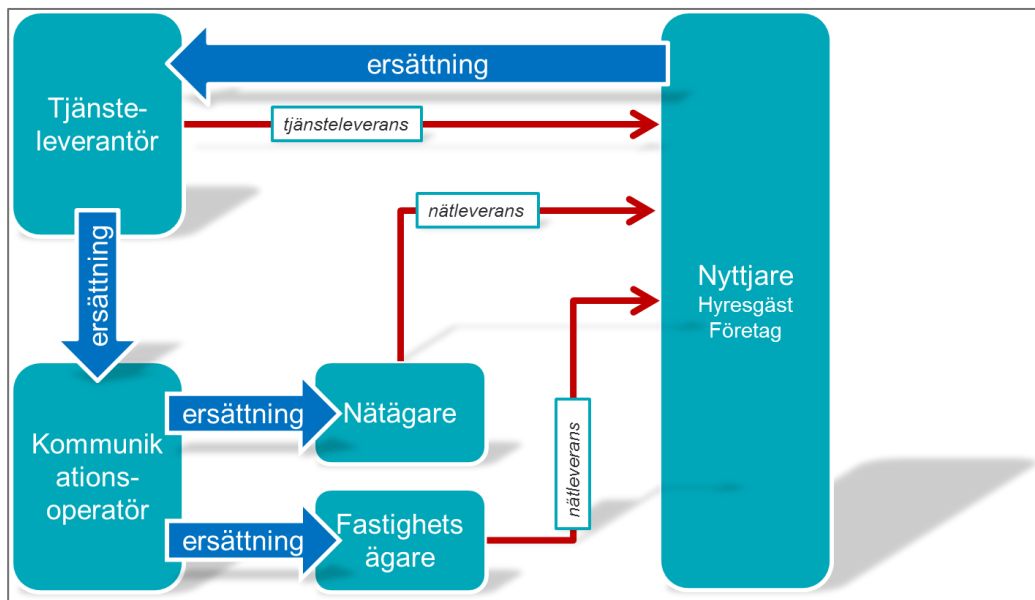 ersättning
Tjänste-
leverantör
tjänsteleverans
nätleverans
ersättning
Nyttjare
Hyresgäst
Företag
ersättning
Nätägare
Kommunik
ations-
operatör
nätleverans
ersättning
Fastighets
ägare